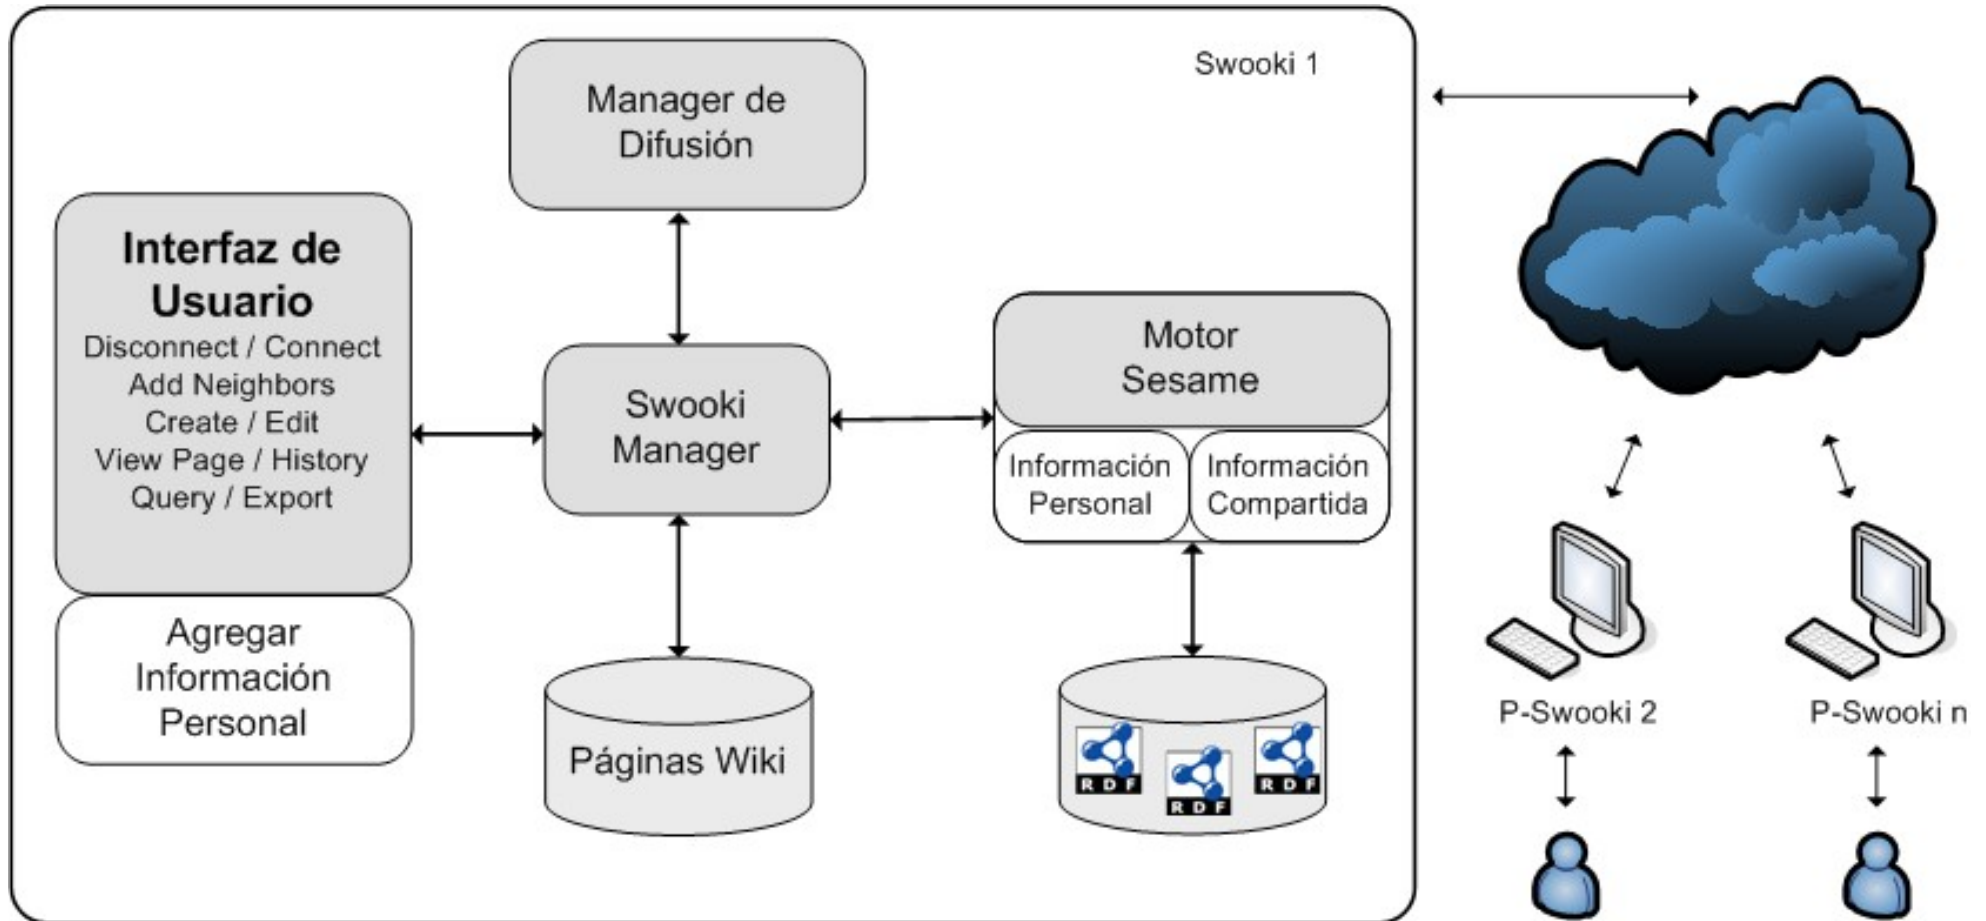 Swooki 1
Manager de
Difusión
Interfaz de
Usuario
Disconnect / Connect
Add Neighbors
Create / Edit
View Page / History
Query / Export
Agregar
Información
Personal
Swooki
Manager
Motor
Sesame
Información
Personal
Información
Compartida
Páginas Wiki
RDF
RDF
RDF
P-Swooki 2
P-Swooki n